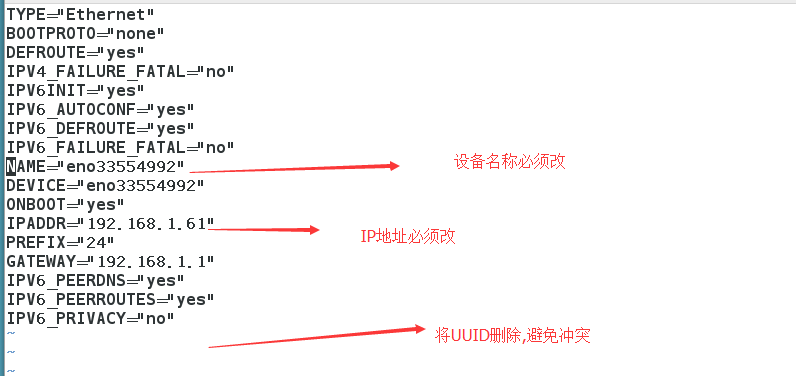 TYPE="Ethernet"
BOOTPROTO="none"
DEFROUTE="yes"
IPV4_FAILURE_FATAL="no"
IPV6INIT="yes"
IPV6_AUTOCONF="yes"
IPV6_DEFROUTE="yes"
IPV6_FAILURE_FATAL="no"
NAME="eno33554992" 设备名称必须改
DEVICE="eno33554992"
ONBOOT="yes"
IPADDR="192.168.1.61" IP地址必须改
PREFIX="24"
GATEWAY="192.168.1.1"
IPV6_PEERDNS="yes"
IPV6_PEERROUTES="yes"
IPV6_PRIVACY="no"
~ 将UUID删除,避免冲突
~
~